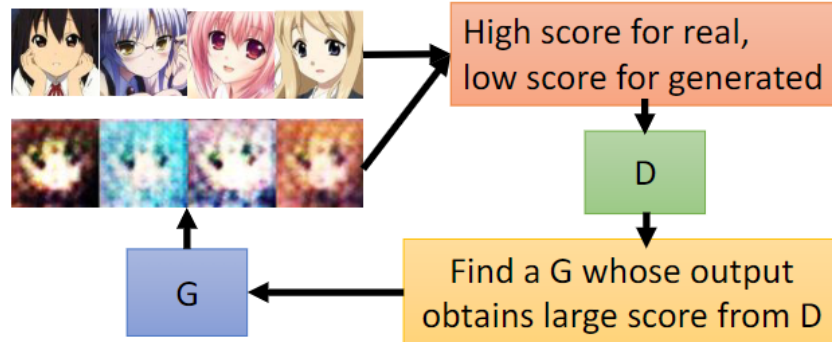 High score for real,
low score for generated
D
Find a G whose output
obtains large score from D
G